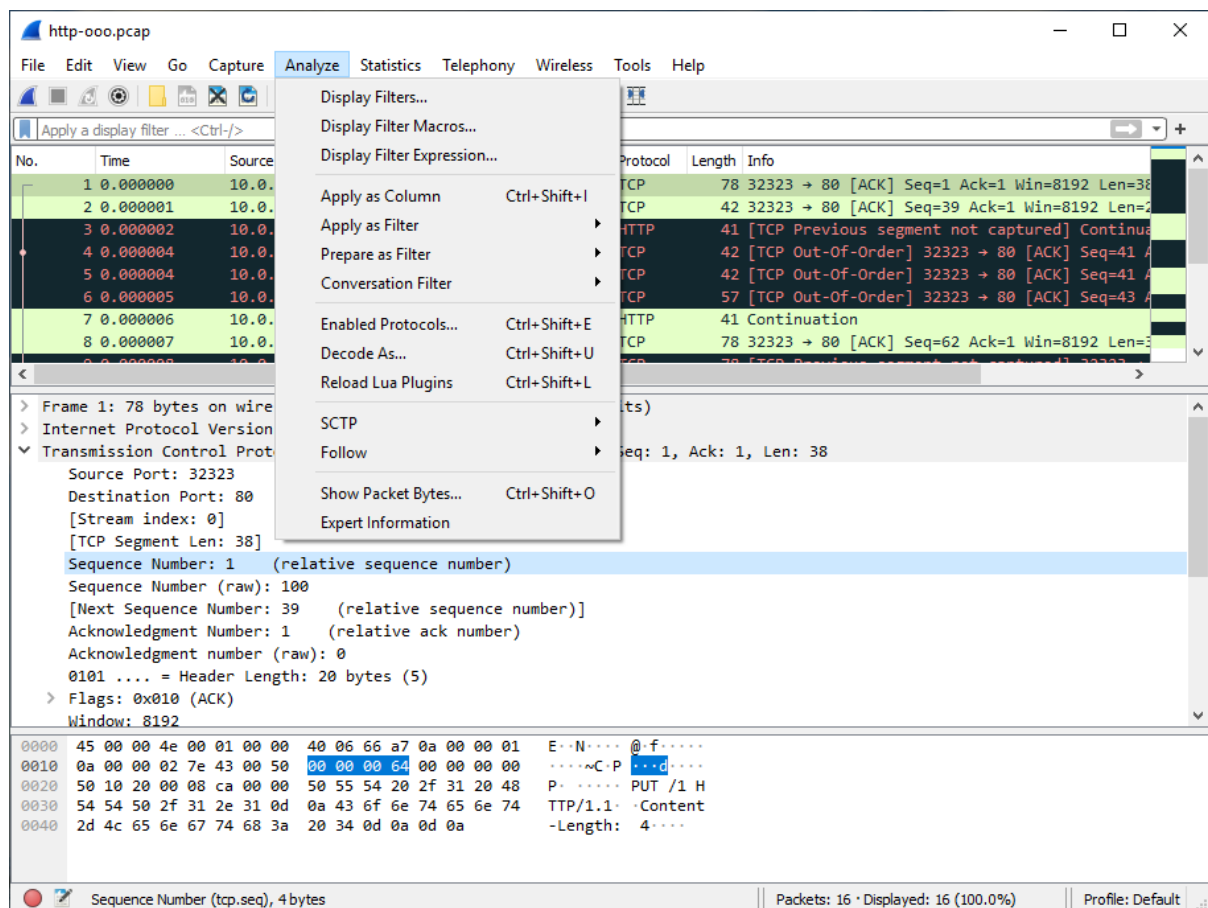 http-ooo.pcap
File Edit View Go Capture Analyze Statistics Telephony Wireless Tools Help
Apply a display filter ... <Ctrl-/>
Display Filters...
Display Filter Macros...
Display Filter Expression...
Apply as Column Ctrl+Shift+I
Apply as Filter
Prepare as Filter
Conversation Filter
Enabled Protocols... Ctrl+Shift+E
Decode As... Ctrl+Shift+U
Reload Lua Plugins Ctrl+Shift+L
SCTP
Follow
Show Packet Bytes... Ctrl+Shift+O
Expert Information
No. Time Source Protocol Length Info
1 0.000000 10.0. TCP 78 32323 → 80 [ACK] Seq=1 Ack=1 Win=8192 Len=38
2 0.000001 10.0. TCP 42 32323 → 80 [ACK] Seq=39 Ack=1 Win=8192 Len=2
3 0.000002 10.0. HTTP 41 [TCP Previous segment not captured] Continua
4 0.000004 10.0. TCP 42 [TCP Out-Of-Order] 32323 → 80 [ACK] Seq=41 A
5 0.000004 10.0. TCP 42 [TCP Out-Of-Order] 32323 → 80 [ACK] Seq=41 A
6 0.000005 10.0. TCP 57 [TCP Out-Of-Order] 32323 → 80 [ACK] Seq=43 A
7 0.000006 10.0. HTTP 41 Continuation
8 0.000007 10.0. TCP 78 32323 → 80 [ACK] Seq=62 Ack=1 Win=8192 Len=3
Frame 1: 78 bytes on wire ts)
Internet Protocol Version
Transmission Control Prot Seq: 1, Ack: 1, Len: 38
Source Port: 32323
Destination Port: 80
[Stream index: 0]
[TCP Segment Len: 38]
Sequence Number: 1 (relative sequence number)
Sequence Number (raw): 100
[Next Sequence Number: 39 (relative sequence number)]
Acknowledgment Number: 1 (relative ack number)
Acknowledgment number (raw): 0
0101 .... = Header Length: 20 bytes (5)
Flags: 0x010 (ACK)
Window: 8192
0000 45 00 00 4e 00 01 00 00 40 06 66 a7 0a 00 00 01 E··N···· @·f·····
0010 0a 00 00 02 7e 43 00 50 00 00 00 64 00 00 00 00 ····~C·P ···d····
0020 50 10 20 00 08 ca 00 00 50 55 54 20 2f 31 20 48 P· ····· PUT /1 H
0030 54 54 50 2f 31 2e 31 0d 0a 43 6f 6e 74 65 6e 74 TTP/1.1· ·Content
0040 2d 4c 65 6e 67 74 68 3a 20 34 0d 0a 0d 0a -Length: 4····
Sequence Number (tcp.seq), 4 bytes Packets: 16 · Displayed: 16 (100.0%) Profile: Default